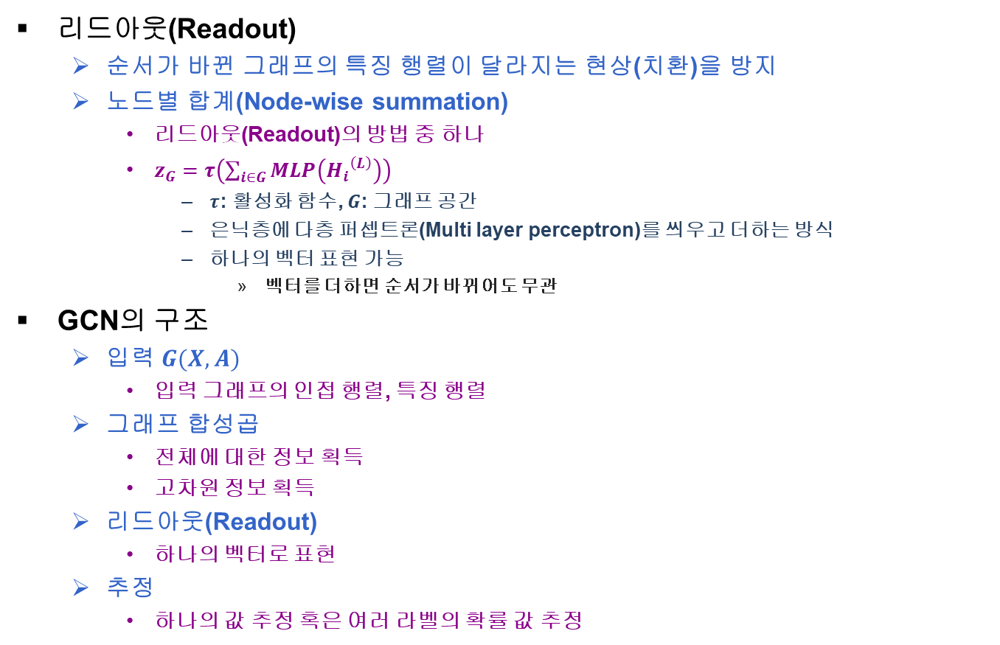 ▪ 리드아웃(Readout)
➢ 순서가 바뀐 그래프의 특징 행렬이 달라지는 현상(치환)을 방지
➢ 노드별 합계(Node-wise summation)
• 리드아웃(Readout)의 방법 중 하나
• $z_G = \tau(\sum_{i \in G} MLP(H_i^{(L)}))$
– τ: 활성화 함수, G: 그래프 공간
– 은닉층에 다층 퍼셉트론(Multi layer perceptron)를 씌우고 더하는 방식
– 하나의 벡터 표현 가능
» 벡터를 더하면 순서가 바뀌어도 무관
▪ GCN의 구조
➢ 입력 G(X, A)
• 입력 그래프의 인접 행렬, 특징 행렬
➢ 그래프 합성곱
• 전체에 대한 정보 획득
• 고차원 정보 획득
➢ 리드아웃(Readout)
• 하나의 벡터로 표현
➢ 추정
• 하나의 값 추정 혹은 여러 라벨의 확률 값 추정